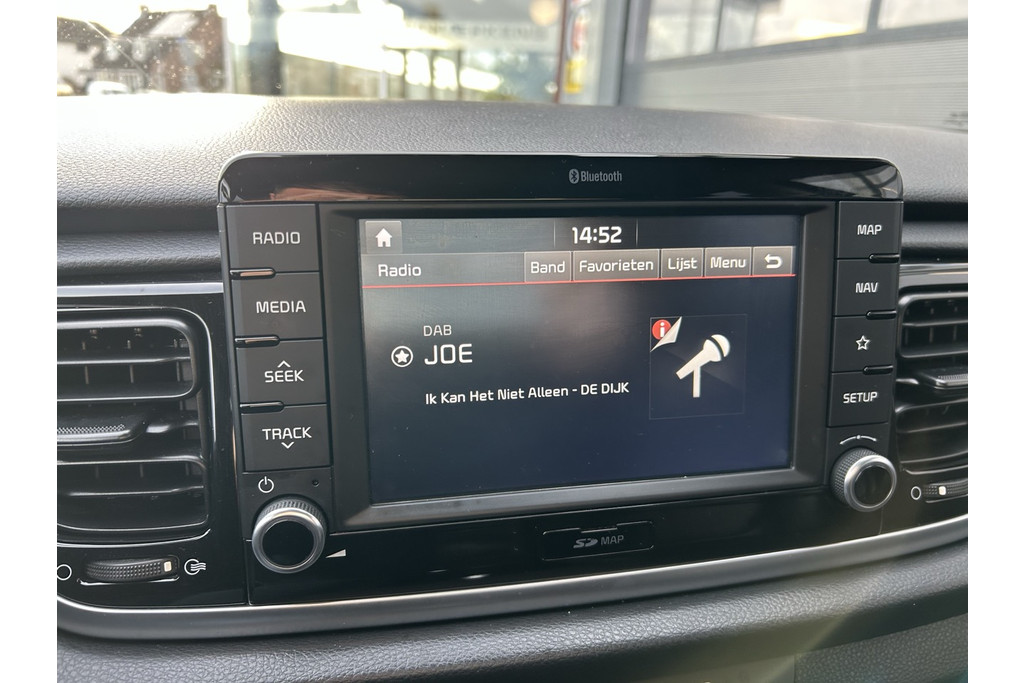 Bluetooth
RADIO
MEDIA
SEEK
TRACK
14:52
Radio
Band Favorieten Lijst Menu
DAB
JOE
Ik Kan Het Niet Alleen - DE DIJK
i
MAP
NAV
SETUP
SD MAP